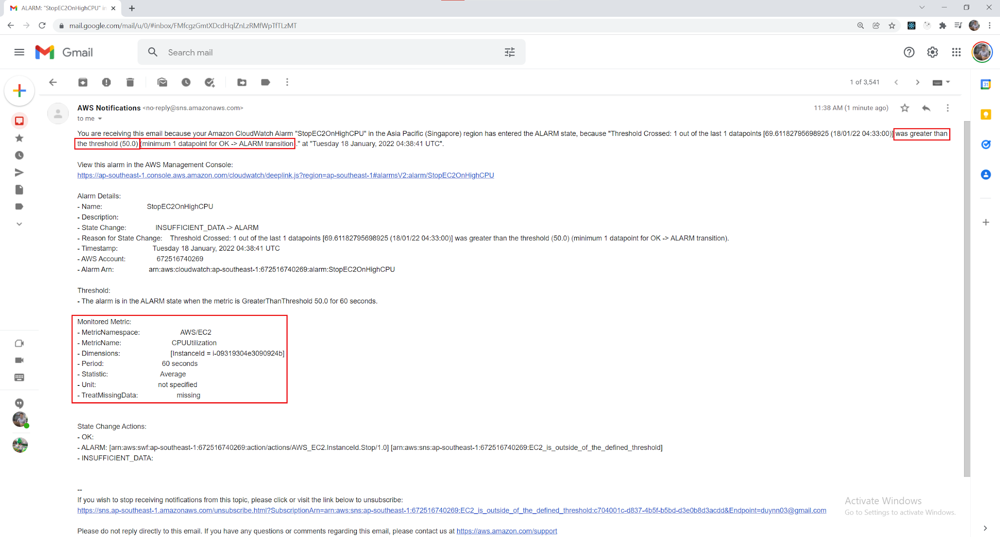 ALARM: "StopEC2OnHighCPU" in
mail.google.com/mail/u/0/#inbox/FMfcgzGmtXDcdHqlZnLzRMfWpTfTLzMT
Gmail
Search mail
1 of 3,541
31
AWS Notifications <no-reply@sns.amazonaws.com>
11:38 AM (1 minute ago)
to me
You are receiving this email because your Amazon CloudWatch Alarm "StopEC2OnHighCPU" in the Asia Pacific (Singapore) region has entered the ALARM state, because "Threshold Crossed: 1 out of the last 1 datapoints [69.61182795698925 (18/01/22 04:33:00)] was greater than
the threshold (50.0) (minimum 1 datapoint for OK -> ALARM transition)." at "Tuesday 18 January, 2022 04:38:41 UTC".
View this alarm in the AWS Management Console:
https://ap-southeast-1.console.aws.amazon.com/cloudwatch/deeplink.js?region=ap-southeast-1#alarmsV2:alarm/StopEC2OnHighCPU
Alarm Details:
- Name: StopEC2OnHighCPU
- Description:
- State Change: INSUFFICIENT_DATA -> ALARM
- Reason for State Change: Threshold Crossed: 1 out of the last 1 datapoints [69.61182795698925 (18/01/22 04:33:00)] was greater than the threshold (50.0) (minimum 1 datapoint for OK -> ALARM transition).
- Timestamp: Tuesday 18 January, 2022 04:38:41 UTC
- AWS Account: 672516740269
- Alarm Arn: arn:aws:cloudwatch:ap-southeast-1:672516740269:alarm:StopEC2OnHighCPU
Threshold:
- The alarm is in the ALARM state when the metric is GreaterThanThreshold 50.0 for 60 seconds.
Monitored Metric:
- MetricNamespace: AWS/EC2
- MetricName: CPUUtilization
- Dimensions: [InstanceId = i-09319304e3090924b]
- Period: 60 seconds
- Statistic: Average
- Unit: not specified
- TreatMissingData: missing
State Change Actions:
- OK:
- ALARM: [arn:aws:swf:ap-southeast-1:672516740269:action/actions/AWS_EC2.InstanceId.Stop/1.0] [arn:aws:sns:ap-southeast-1:672516740269:EC2_is_outside_of_the_defined_threshold]
- INSUFFICIENT_DATA:
--
If you wish to stop receiving notifications from this topic, please click or visit the link below to unsubscribe:
https://sns.ap-southeast-1.amazonaws.com/unsubscribe.html?SubscriptionArn=arn:aws:sns:ap-southeast-1:672516740269:EC2_is_outside_of_the_defined_threshold:c704001c-d837-4b5f-b5bd-d3e0b8d3acdd&Endpoint=duynn03@gmail.com
Please do not reply directly to this email. If you have any questions or comments regarding this email, please contact us at https://aws.amazon.com/support
Activate Windows
Go to Settings to activate Windows.